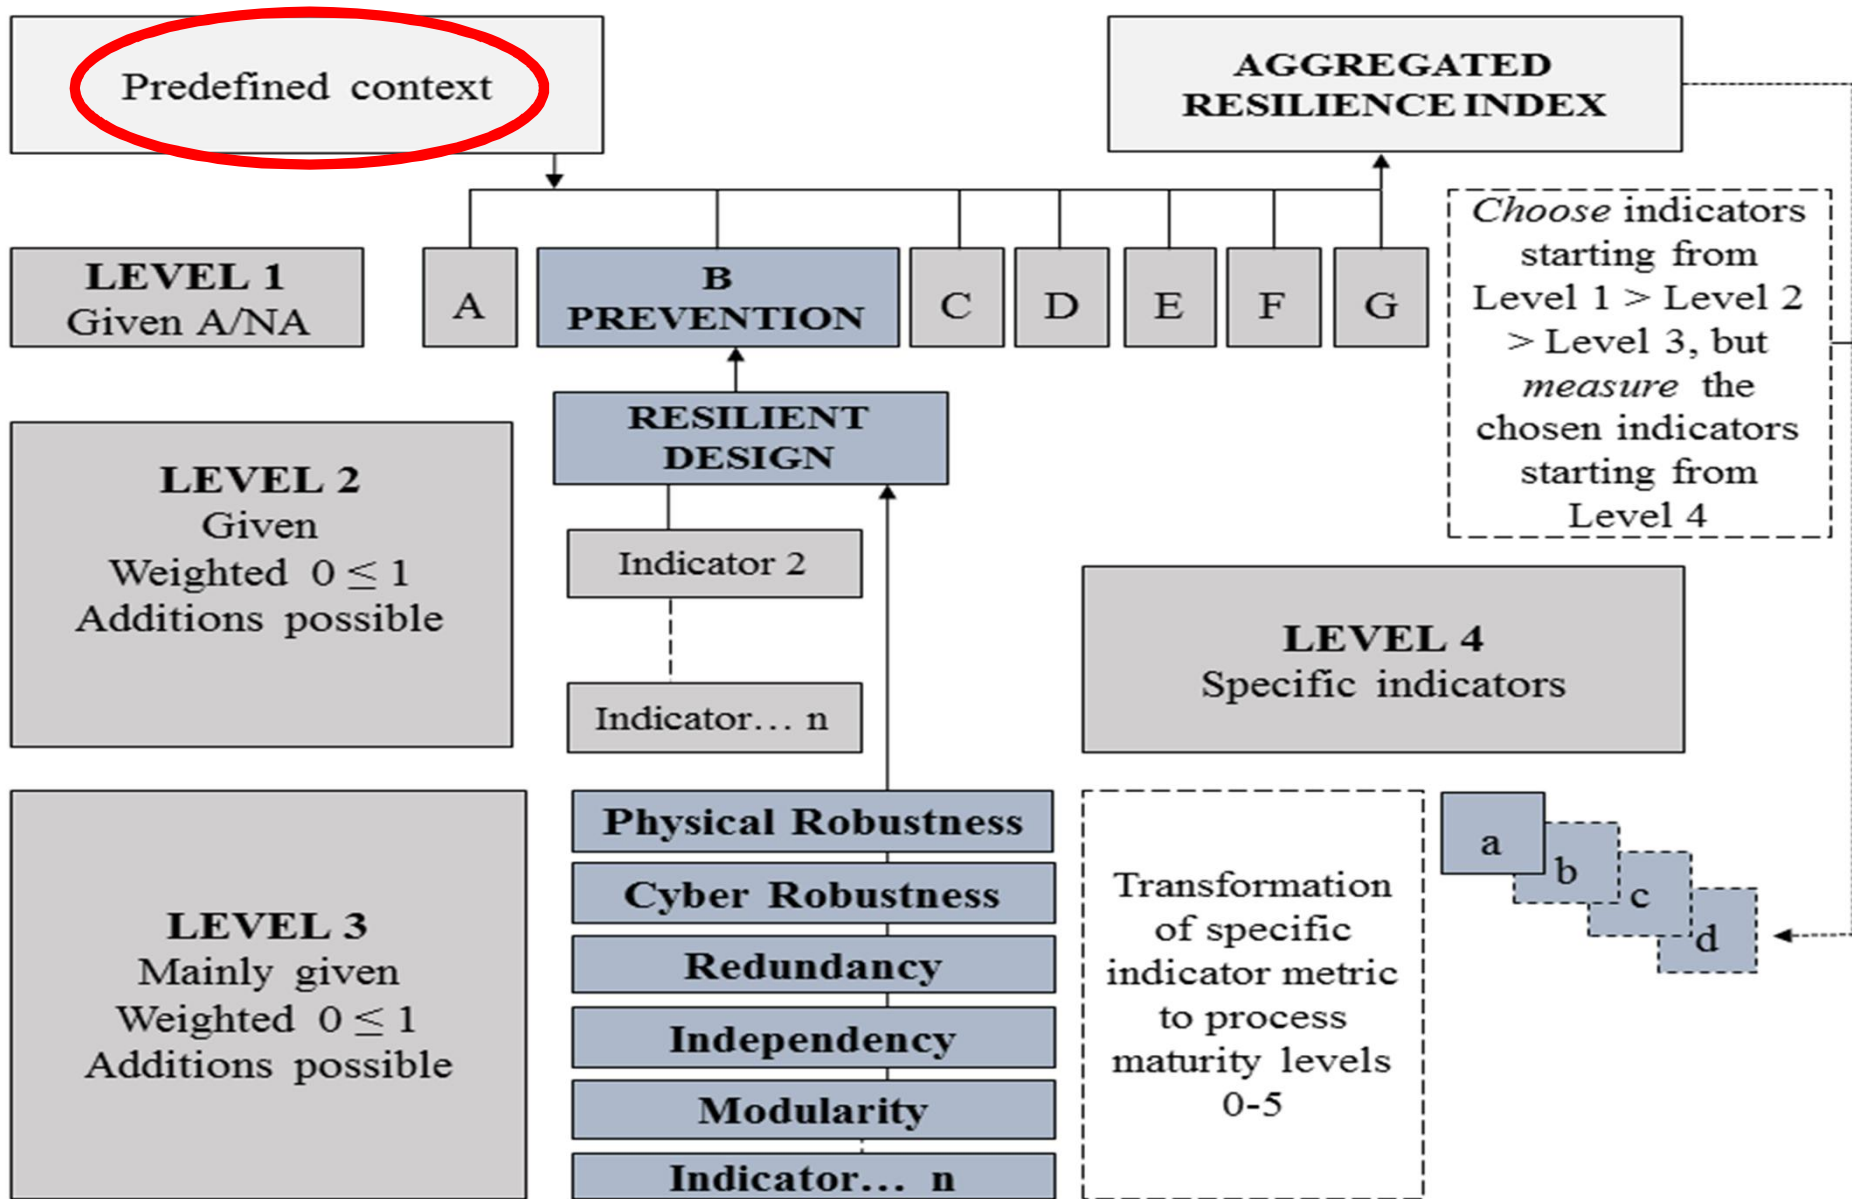 Predefined context
AGGREGATED
RESILIENCE INDEX
LEVEL 1
Given A/NA
A
B
PREVENTION
C
D
E
F
G
Choose indicators
starting from
Level 1 > Level 2
> Level 3, but
measure the
chosen indicators
starting from
Level 4
RESILIENT
DESIGN
LEVEL 2
Given
Weighted 0 ≤ 1
Additions possible
Indicator 2
Indicator... n
LEVEL 4
Specific indicators
LEVEL 3
Mainly given
Weighted 0 ≤ 1
Additions possible
Physical Robustness
Cyber Robustness
Redundancy
Independency
Modularity
Indicator... n
Transformation
of specific
indicator metric
to process
maturity levels
0-5
a
b
c
d